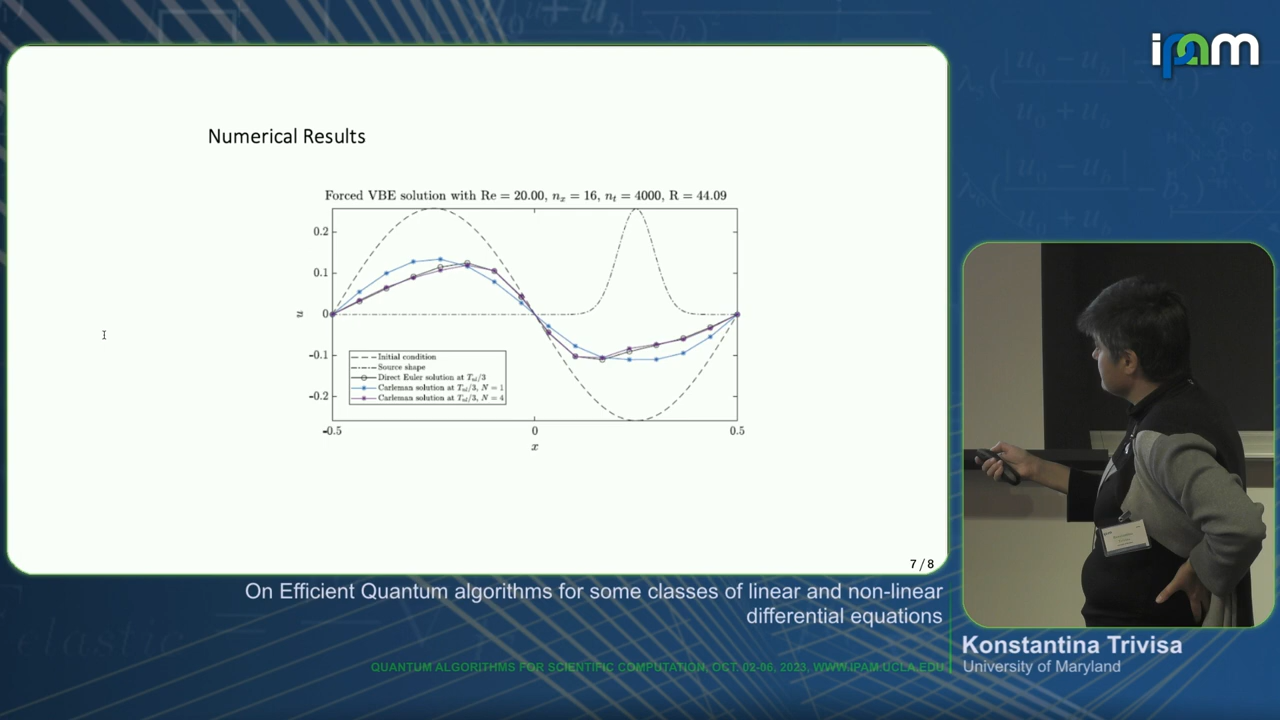 ipam
Numerical Results
Forced VBE solution with Re = 20.00, n_x = 16, n_t = 4000, R = 44.09
0.2
0.1
0
-0.1
-0.2
u
Initial condition
Source shape
Direct Euler solution at T_nl/3
Carleman solution at T_nl/3, N = 1
Carleman solution at T_nl/3, N = 4
-0.5
0
0.5
x
7 / 8
On Efficient Quantum algorithms for some classes of linear and non-linear
differential equations
QUANTUM ALGORITHMS FOR SCIENTIFIC COMPUTATION, OCT. 02-06, 2023, WWW.IPAM.UCLA.EDU
Konstantina Trivisa
University of Maryland
elastic